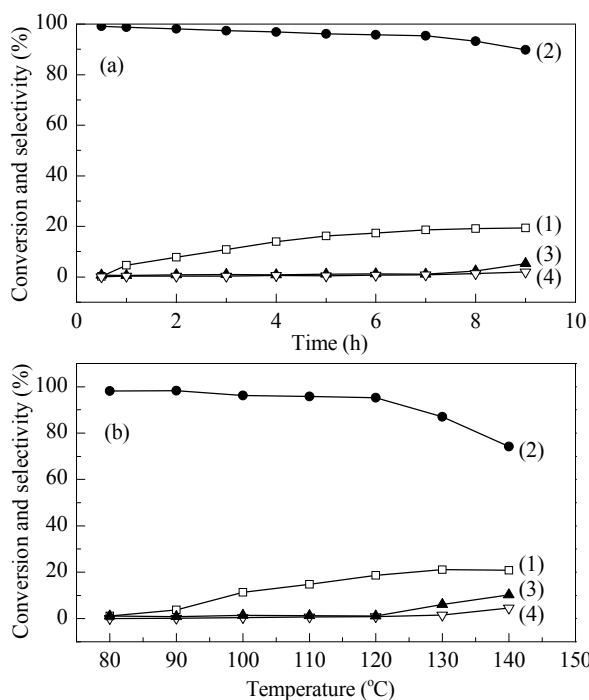 Conversion and selectivity (%)
100
80
60
40
20
0
(a)
(2)
(1)
(3)
(4)
0 2 4 6 8 10
Time (h)
Conversion and selectivity (%)
100
80
60
40
20
0
(b)
(2)
(1)
(3)
(4)
80 90 100 110 120 130 140 150
Temperature (°C)